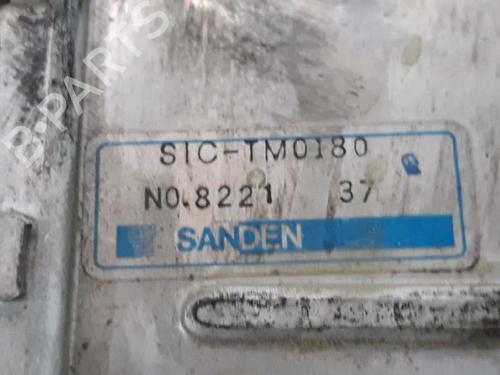 B-PARTS
SIC-TM0180
NO.8221 37
SANDEN